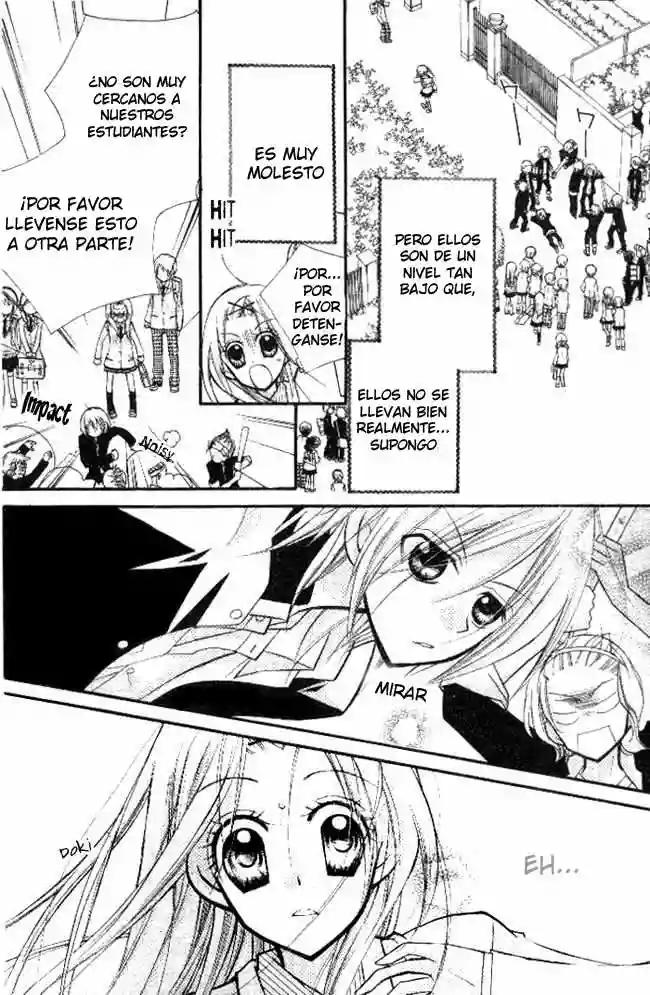 ¿NO SON MUY
CERCANOS A
NUESTROS
ESTUDIANTES?
¡POR FAVOR
LLEVENSE ESTO
A OTRA PARTE!
ES MUY
MOLESTO
HIT
HIT
¡POR...
POR
FAVOR
DETEN-
GANSE!
PERO ELLOS
SON DE UN
NIVEL TAN
BAJO QUE,
ELLOS NO SE
LLEVAN BIEN
REALMENTE...
SUPONGO
Impact
Noisy
MIRAR
Doki
EH...